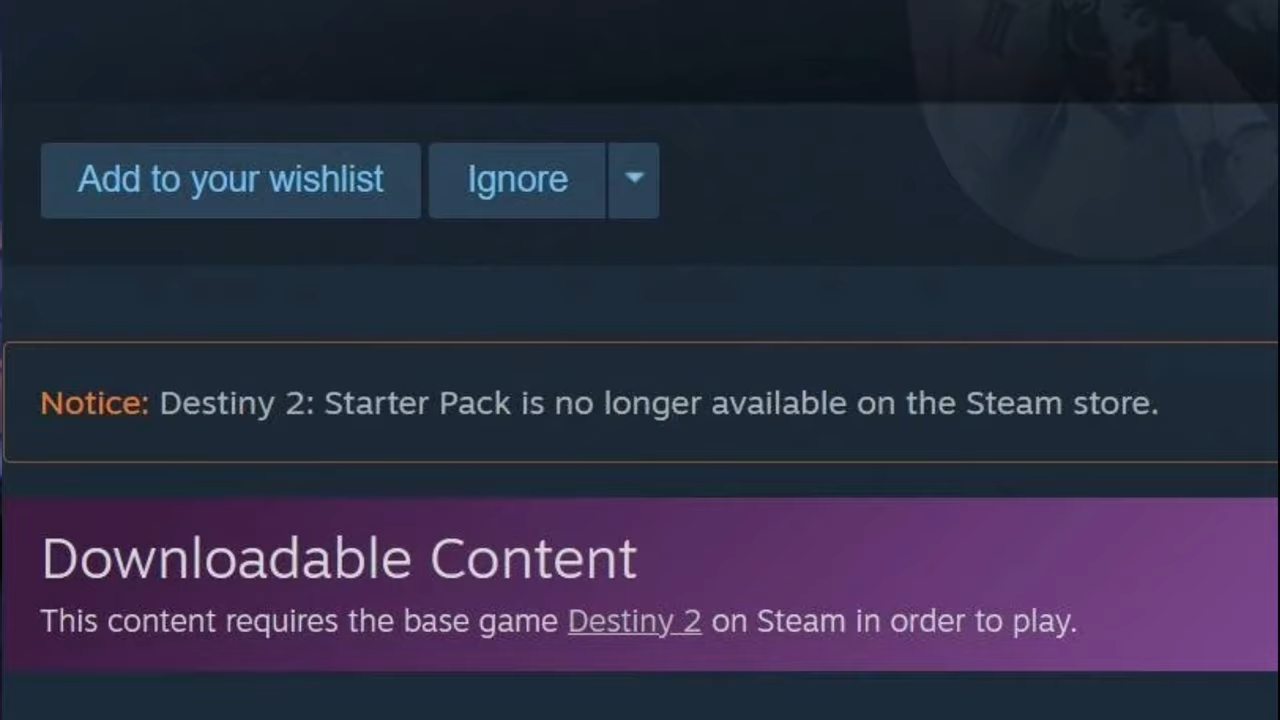 Add to your wishlist
Ignore
Notice: Destiny 2: Starter Pack is no longer available on the Steam store.
Downloadable Content
This content requires the base game Destiny 2 on Steam in order to play.